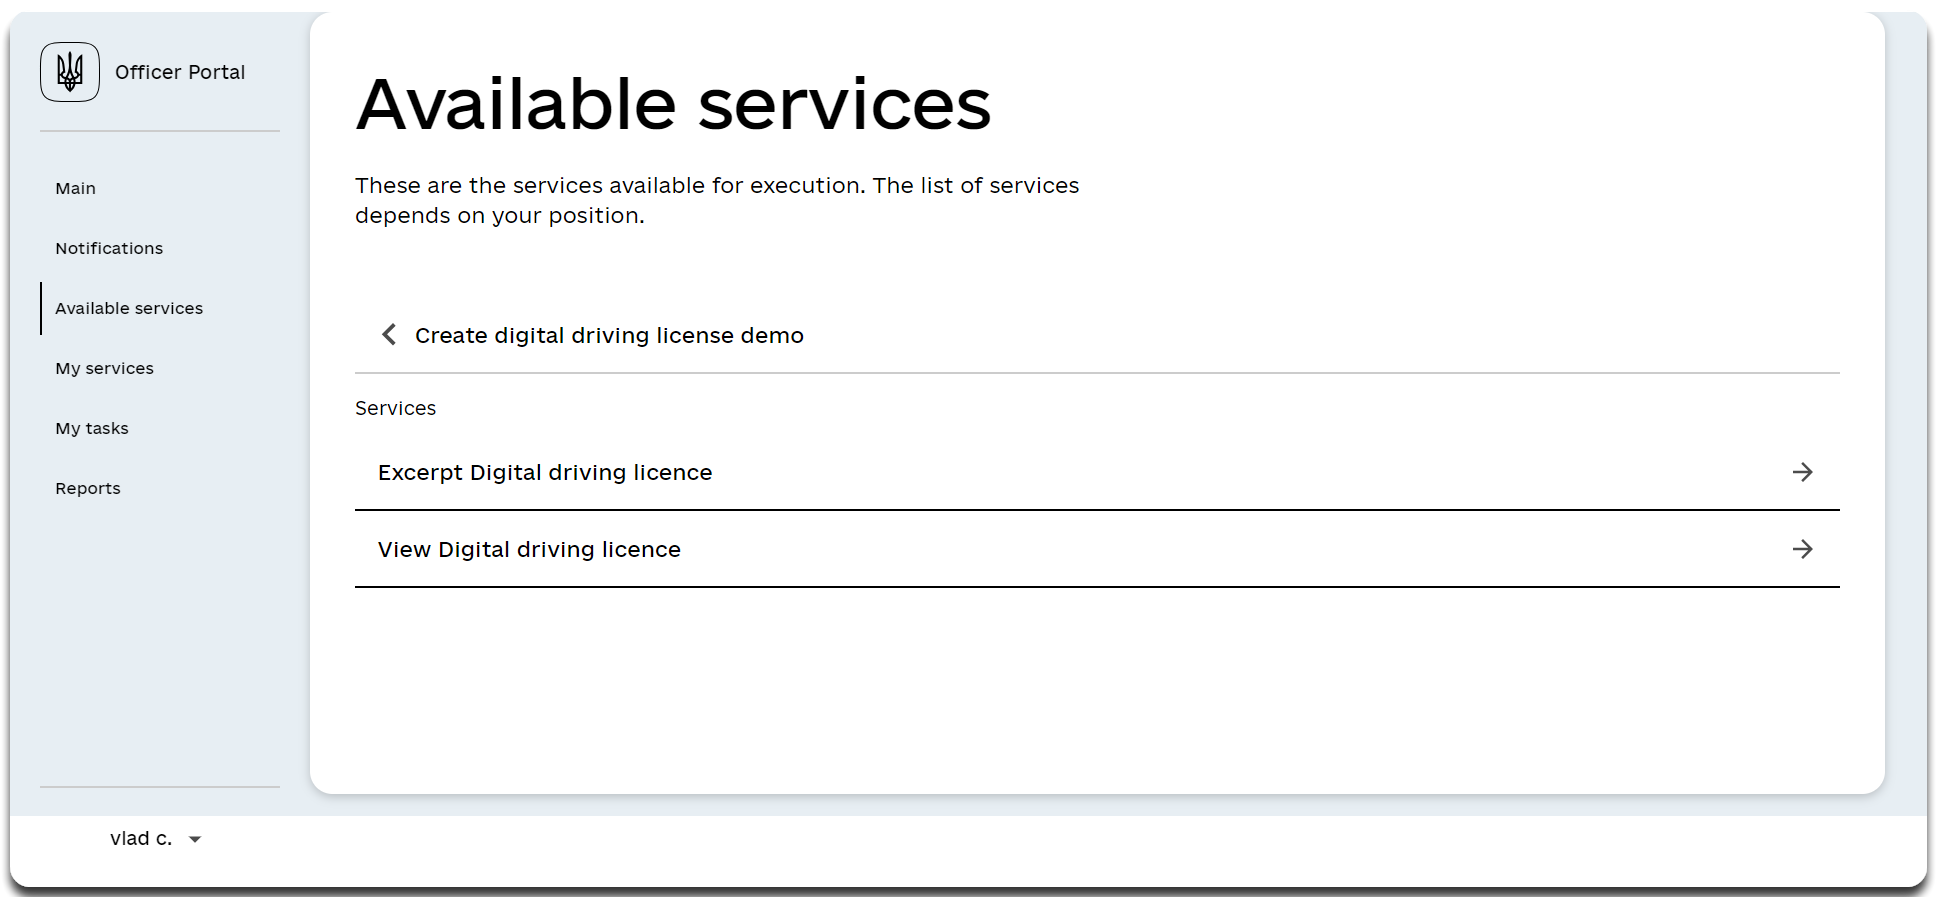 Officer Portal
Main
Notifications
Available services
My services
My tasks
Reports
vlad c.
Available services
These are the services available for execution. The list of services
depends on your position.
Create digital driving license demo
Services
Excerpt Digital driving licence
View Digital driving licence